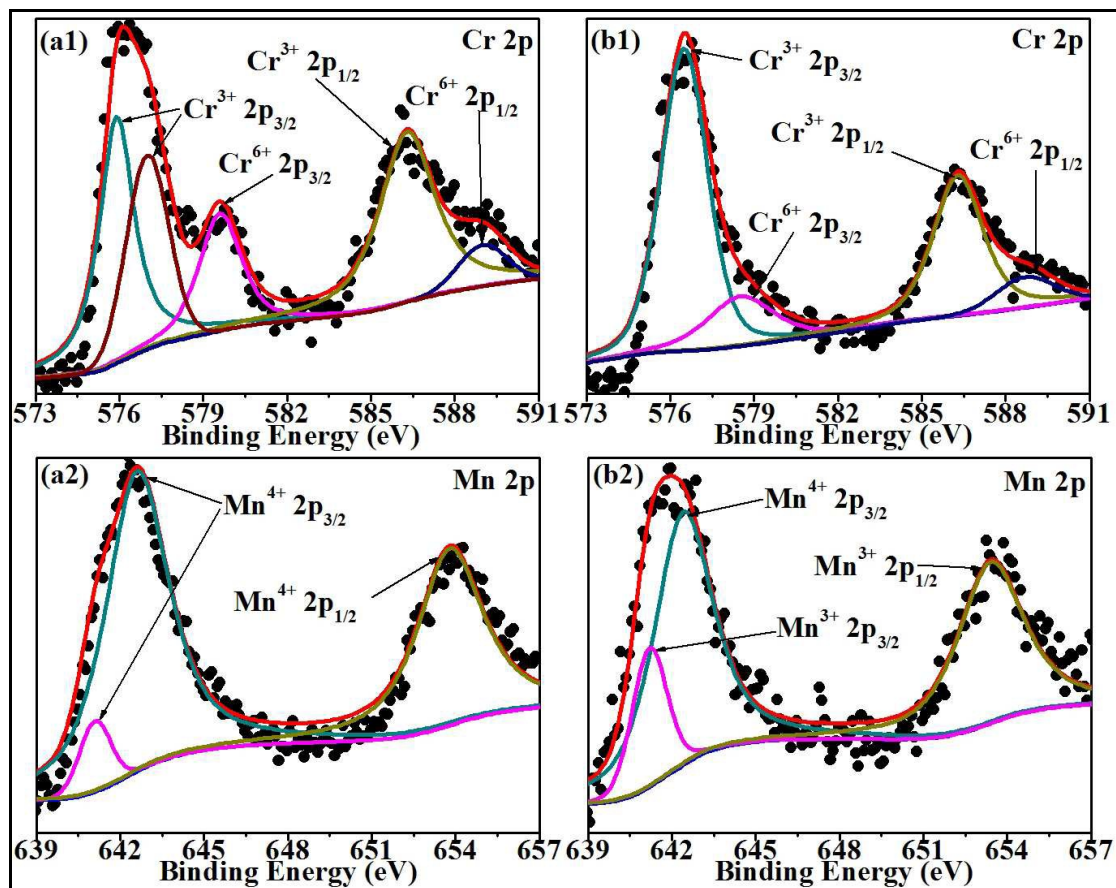 (a1)
Cr 2p
Cr³⁺ 2p₁/₂
Cr⁶⁺ 2p₁/₂
Cr³⁺ 2p₃/₂
Cr⁶⁺ 2p₃/₂
573 576 579 582 585 588 591
Binding Energy (eV)
(b1)
Cr 2p
Cr³⁺ 2p₃/₂
Cr³⁺ 2p₁/₂
Cr⁶⁺ 2p₁/₂
Cr⁶⁺ 2p₃/₂
573 576 579 582 585 588 591
Binding Energy (eV)
(a2)
Mn 2p
Mn⁴⁺ 2p₃/₂
Mn⁴⁺ 2p₁/₂
639 642 645 648 651 654 657
Binding Energy (eV)
(b2)
Mn 2p
Mn⁴⁺ 2p₃/₂
Mn³⁺ 2p₁/₂
Mn³⁺ 2p₃/₂
639 642 645 648 651 654 657
Binding Energy (eV)